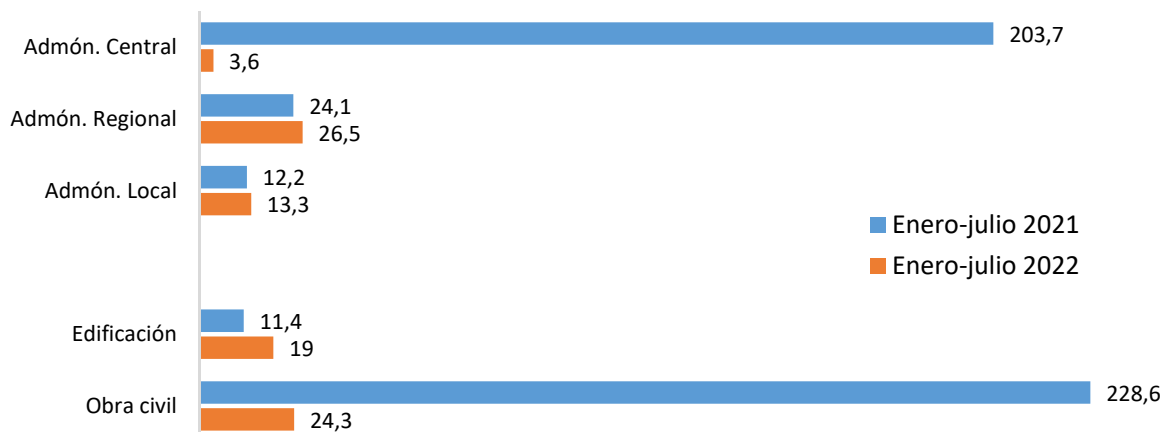 Admón. Central
203,7
3,6
Admón. Regional
24,1
26,5
Admón. Local
12,2
13,3
Enero-julio 2021
Enero-julio 2022
Edificación
11,4
19
Obra civil
228,6
24,3